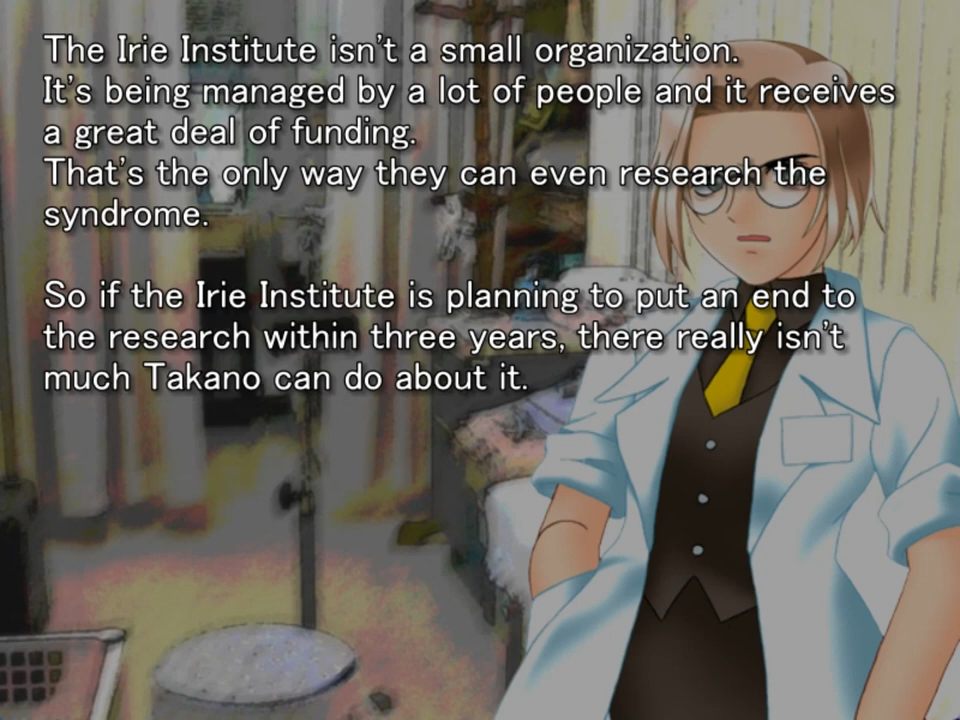 The Irie Institute isn't a small organization.
It's being managed by a lot of people and it receives
a great deal of funding.
That's the only way they can even research the
syndrome.
So if the Irie Institute is planning to put an end to
the research within three years, there really isn't
much Takano can do about it.